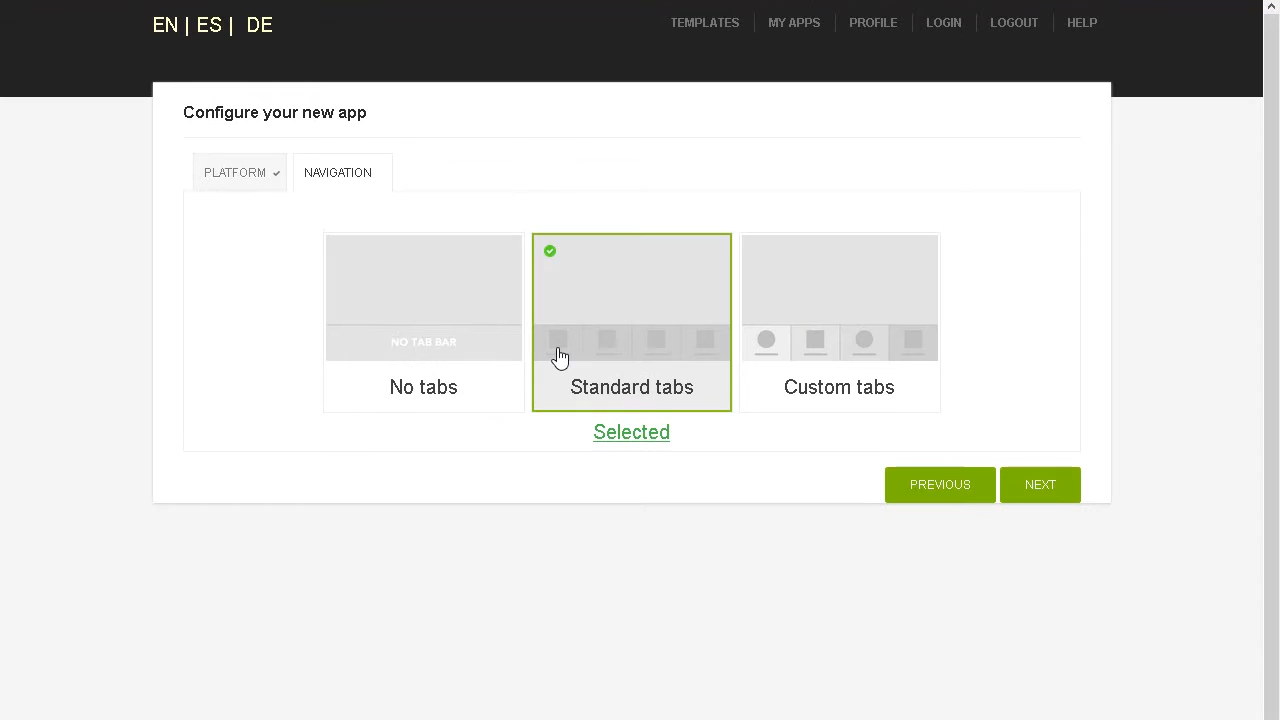 EN | ES | DE
TEMPLATES MY APPS PROFILE LOGIN LOGOUT HELP
Configure your new app
PLATFORM NAVIGATION
NO TAB BAR
No tabs Standard tabs Custom tabs
Selected
PREVIOUS NEXT